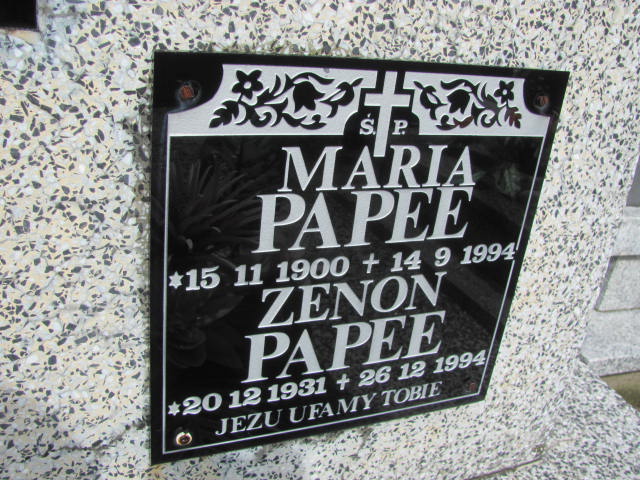 Ś. P.
MARIA
PAPEE
*15 11 1900 + 14 9 1994
ZENON
PAPEE
*20 12 1931 + 26 12 1994
JEZU UFAMY TOBIE